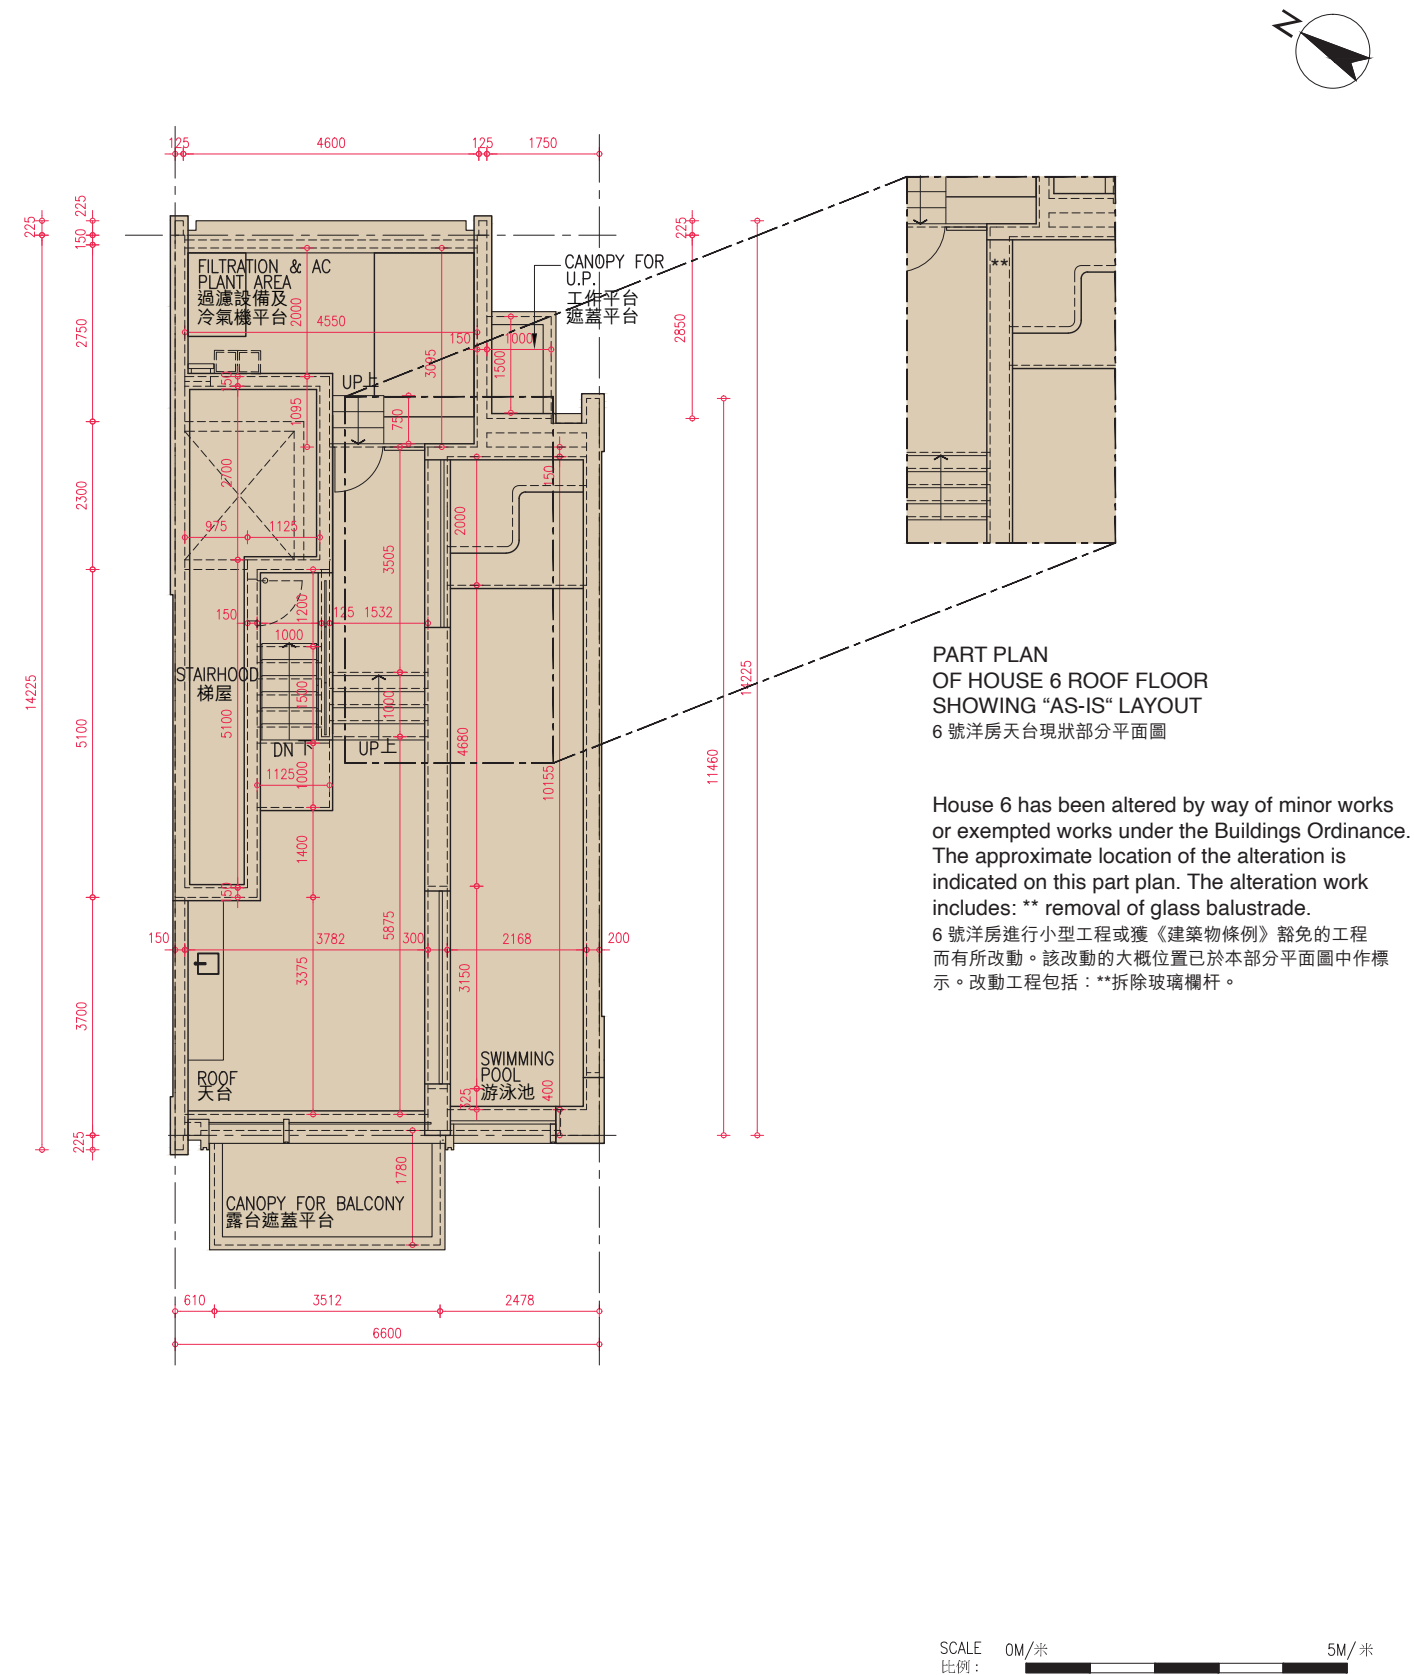 N
125 4600 125 1750
225
225
150
225
FILTRATION & AC
PLANT AREA
過濾設備及
冷氣機平台
2000
4550
CANOPY FOR
U.P.
工作平台
遮蓋平台
2750
2850
150 1000
1500
3095
**
UP上
150
1095
750
2700
2300
150
2000
975 1125
3505
150
1200
125 1532
1000
STAIRHOOD
梯屋
14225
14225
5100
5100
1500
1000
4680
DN下
UP上
11460
10155
1125
1000
1400
150
5875
150 3782 300 2168 200
3375
3150
3700
ROOF
天台
SWIMMING
POOL
游泳池
325
400
225
1780
CANOPY FOR BALCONY
露台遮蓋平台
610 3512 2478
6600
PART PLAN
OF HOUSE 6 ROOF FLOOR
SHOWING “AS-IS“ LAYOUT
6 號洋房天台現狀部分平面圖
House 6 has been altered by way of minor works
or exempted works under the Buildings Ordinance.
The approximate location of the alteration is
indicated on this part plan. The alteration work
includes: ** removal of glass balustrade.
6 號洋房進行小型工程或獲《建築物條例》豁免的工程
而有所改動。該改動的大概位置已於本部分平面圖中作標
示。改動工程包括：**拆除玻璃欄杆。
SCALE 0M/米 5M/米
比例：